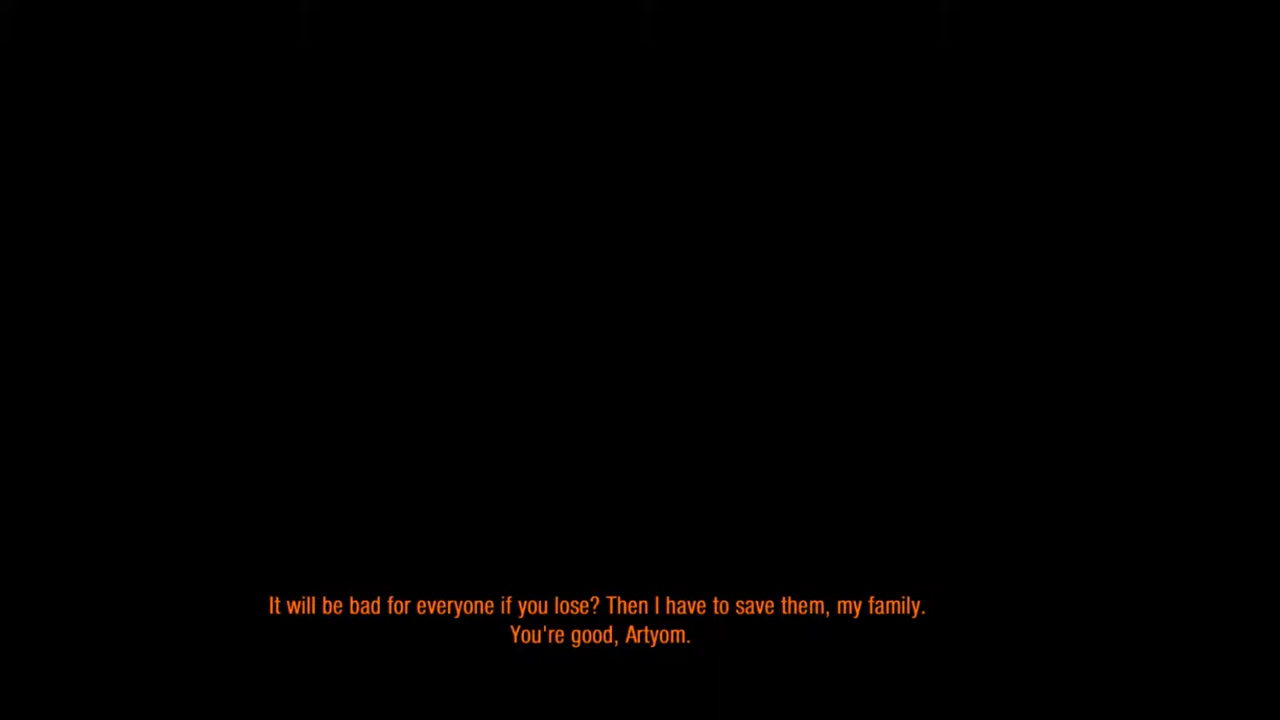 It will be bad for everyone if you lose? Then I have to save them, my family.
You're good, Artyom.